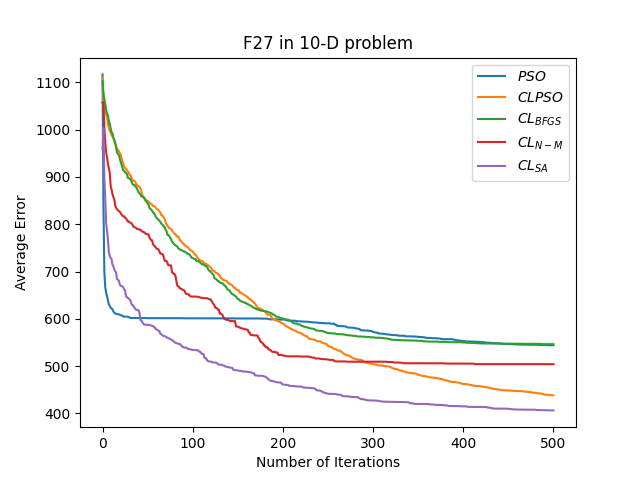 F27 in 10-D problem
Average Error
1100
1000
900
800
700
600
500
400
0 100 200 300 400 500
Number of Iterations
PSO
CLPSO
CL_BFGS
CL_N−M
CL_SA